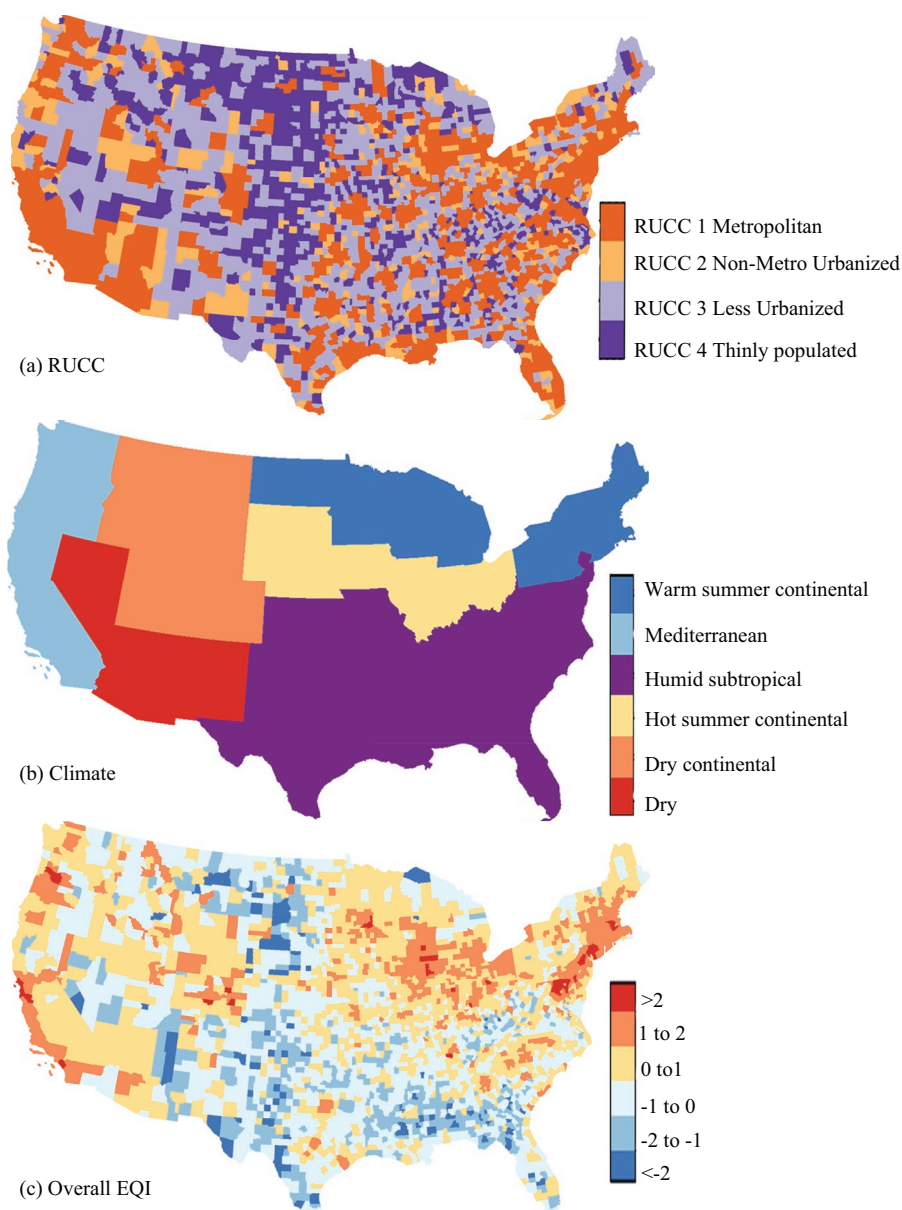 RUCC 1 Metropolitan
RUCC 2 Non-Metro Urbanized
RUCC 3 Less Urbanized
RUCC 4 Thinly populated
(a) RUCC
Warm summer continental
Mediterranean
Humid subtropical
Hot summer continental
Dry continental
Dry
(b) Climate
>2
1 to 2
0 to1
-1 to 0
-2 to -1
<-2
(c) Overall EQI